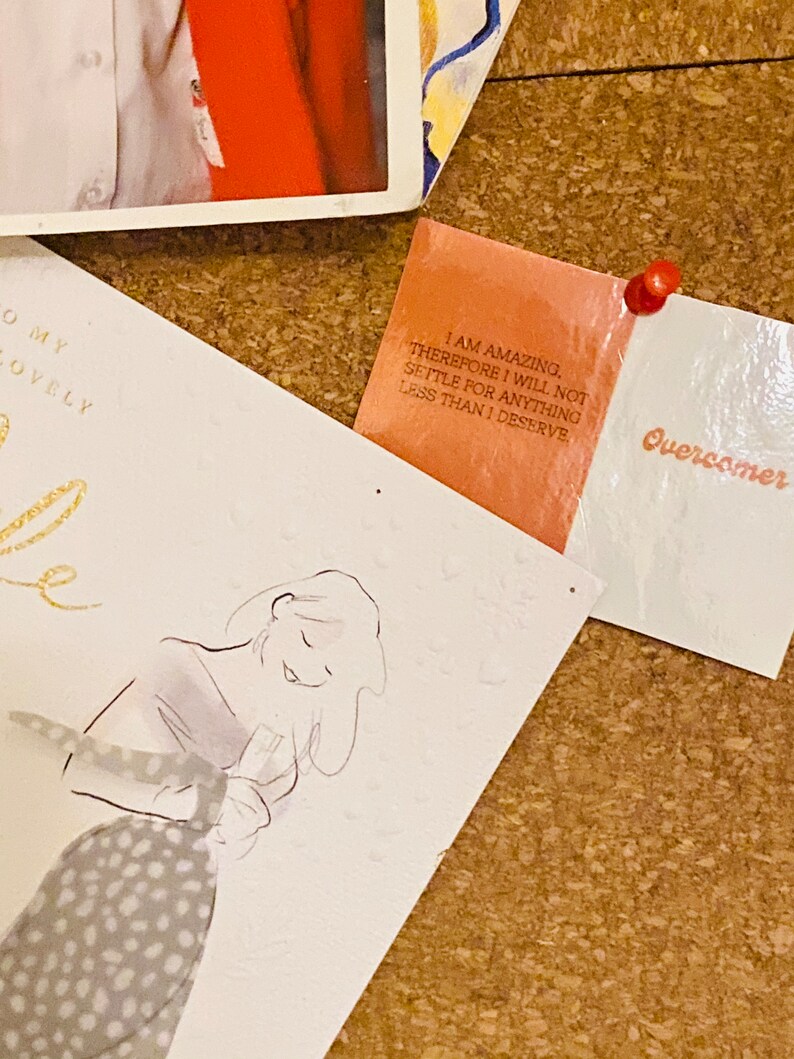 O MY
LOVELY
I AM AMAZING,
THEREFORE I WILL NOT
SETTLE FOR ANYTHING
LESS THAN I DESERVE.
Overcomer